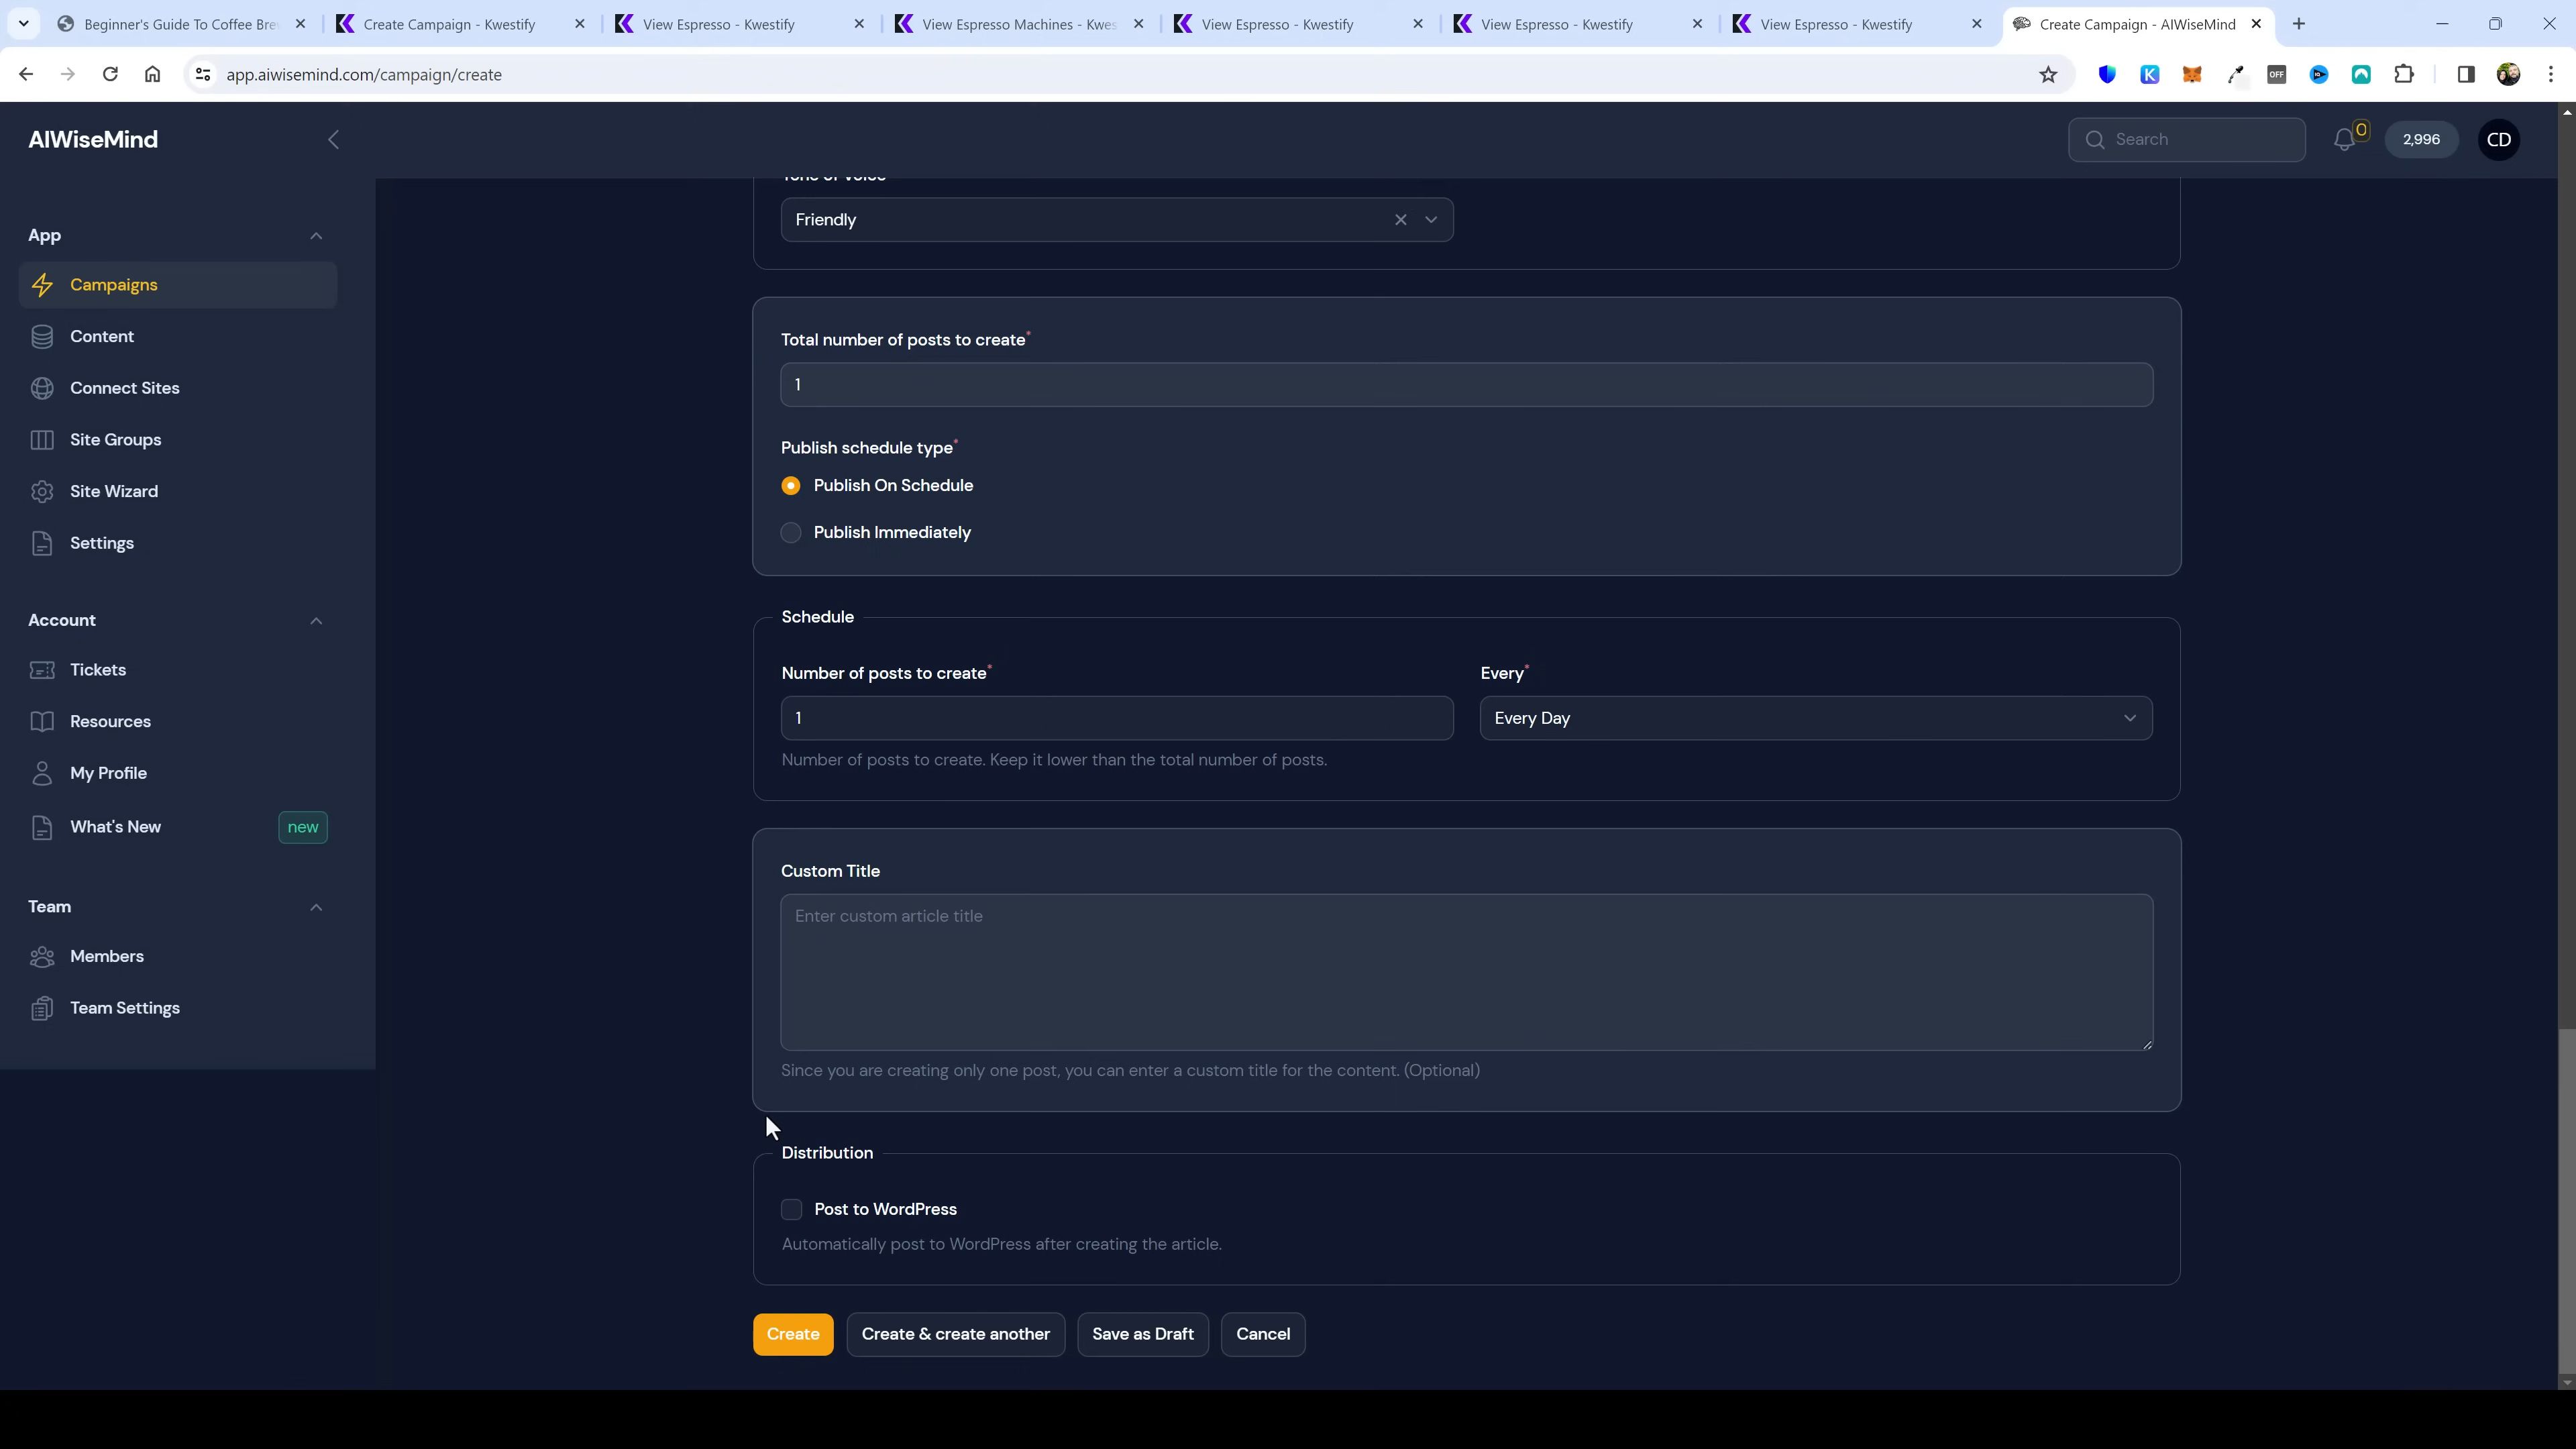 Beginner's Guide To Coffee Bre
Create Campaign - Kwestify
View Espresso - Kwestify
View Espresso Machines - Kwes
View Espresso - Kwestify
View Espresso - Kwestify
View Espresso - Kwestify
Create Campaign - AIWiseMind
app.aiwisemind.com/campaign/create
OFF
AIWiseMind
Search
0
2,996
CD
App
Campaigns
Content
Connect Sites
Site Groups
Site Wizard
Settings
Account
Tickets
Resources
My Profile
What's New
new
Team
Members
Team Settings
Tone of Voice
Friendly
Total number of posts to create*
1
Publish schedule type*
Publish On Schedule
Publish Immediately
Schedule
Number of posts to create*
Every*
1
Every Day
Number of posts to create. Keep it lower than the total number of posts.
Custom Title
Enter custom article title
Since you are creating only one post, you can enter a custom title for the content. (Optional)
Distribution
Post to WordPress
Automatically post to WordPress after creating the article.
Create
Create & create another
Save as Draft
Cancel